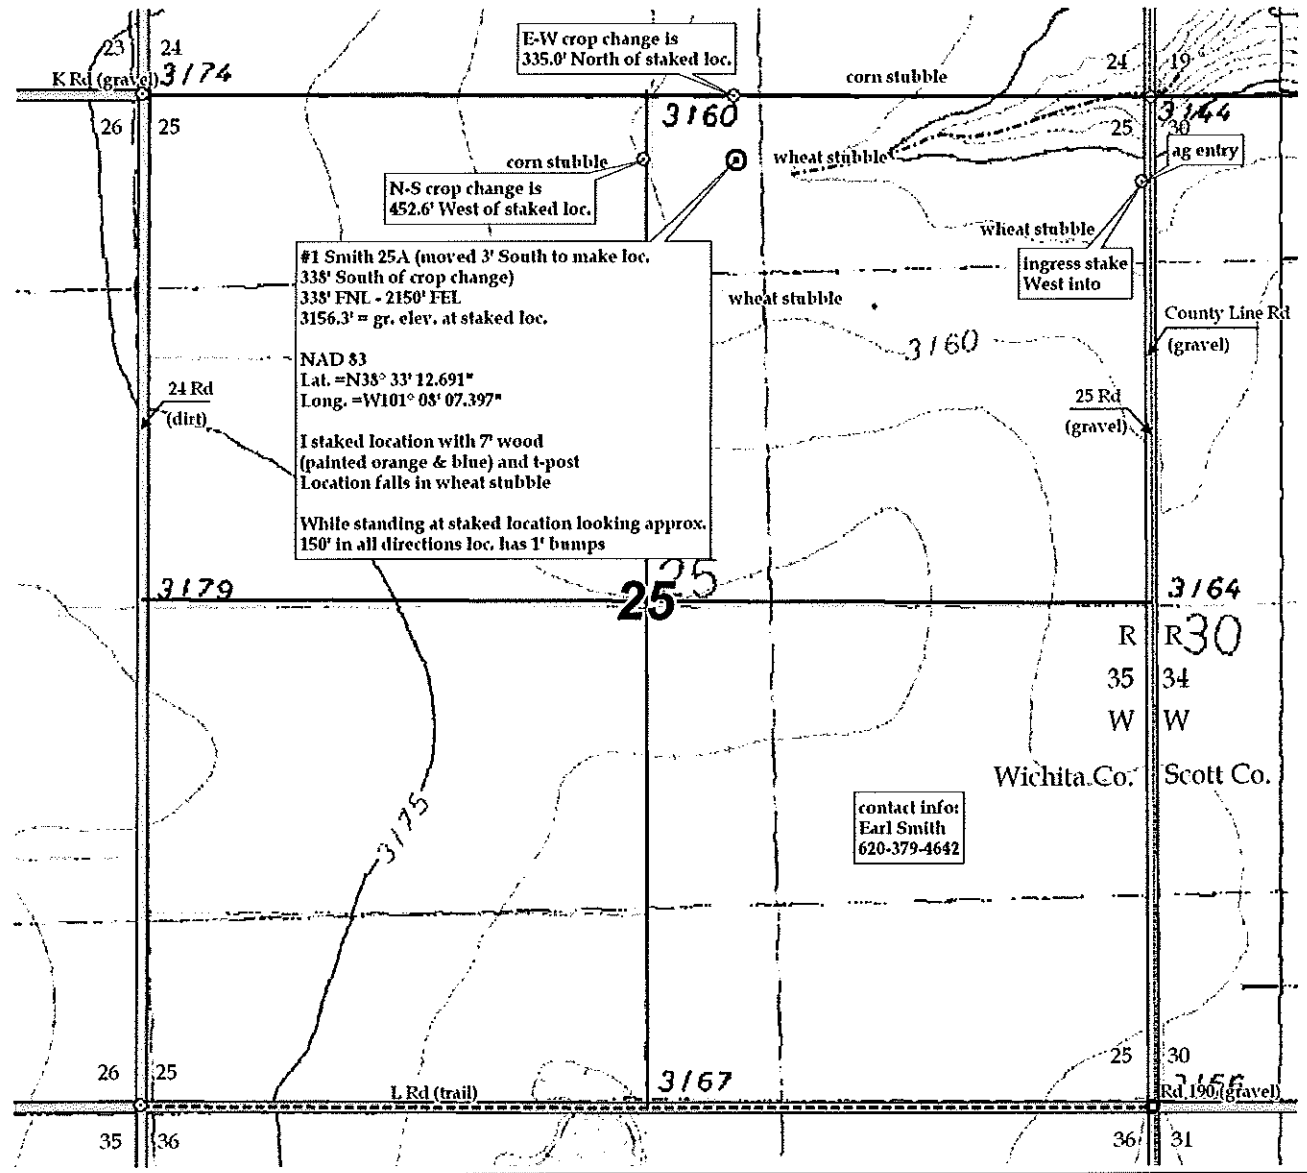 E-W crop change is
335.0' North of staked loc.
23 24
24 19
K Rd (gravel) 3174
corn stubble
3160
3144
26 25
25 30
corn stubble
wheat stubble
ag entry
N-S crop change is
452.6' West of staked loc.
wheat stubble
#1 Smith 25A (moved 3' South to make loc.
338' South of crop change)
338' FNL - 2150' FEL
3156.3' = gr. elev. at staked loc.
NAD 83
Lat. =N38° 33' 12.691"
Long. =W101° 08' 07.397"
I staked location with 7' wood
(painted orange & blue) and t-post
Location falls in wheat stubble
While standing at staked location looking approx.
150' in all directions loc. has 1' bumps
ingress stake
West into
wheat stubble
County Line Rd
(gravel)
3160
24 Rd
(dirt)
25 Rd
(gravel)
25
3179
25
3164
R R 30
35 34
W W
Wichita Co. Scott Co.
contact info:
Earl Smith
620-379-4642
3175
25 30
26 25
L Rd (trail)
3167
Rd 190 (gravel)
35 36
36 31